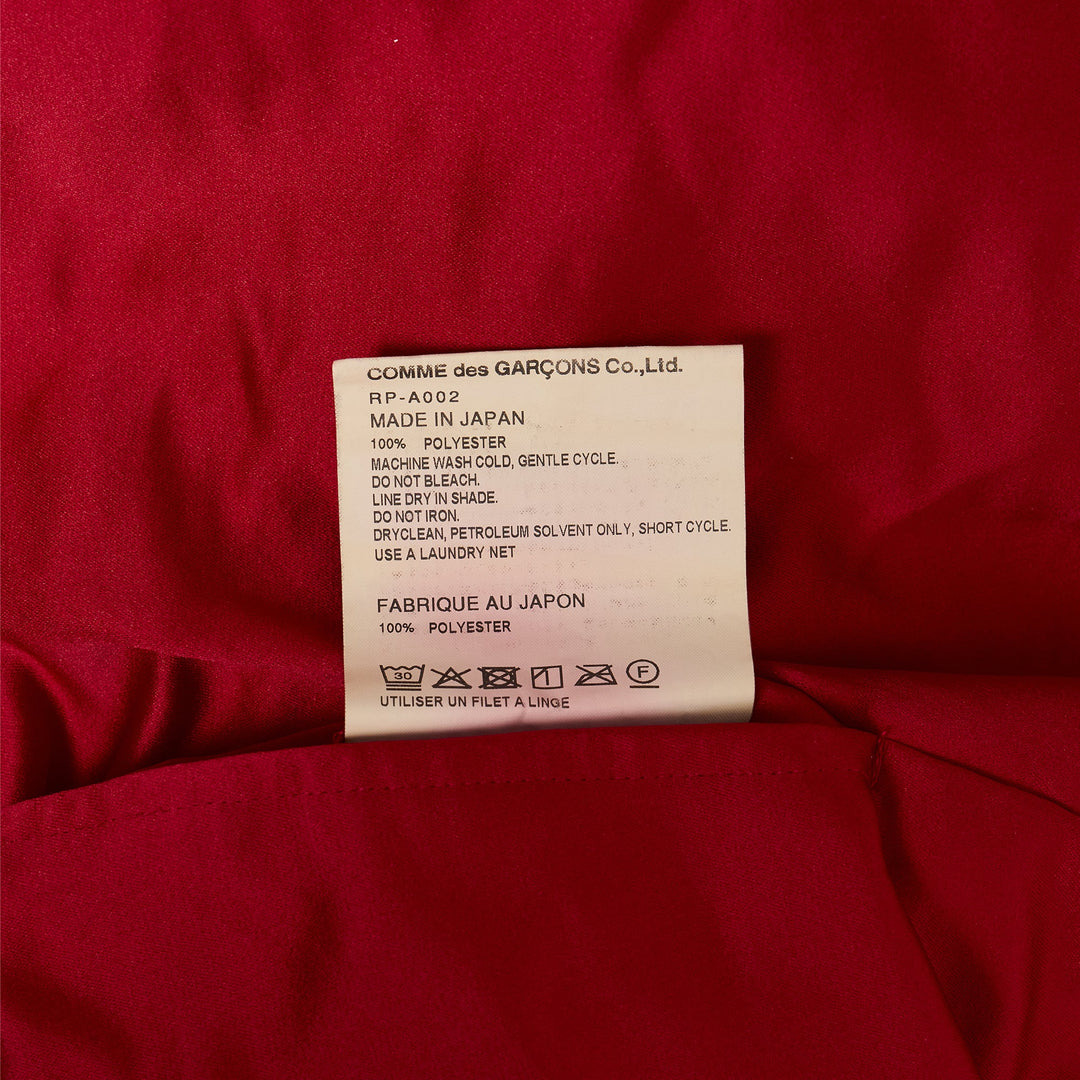 COMME des GARÇONS Co.,Ltd.
RP-A002
MADE IN JAPAN
100% POLYESTER
MACHINE WASH COLD, GENTLE CYCLE.
DO NOT BLEACH.
LINE DRY IN SHADE.
DO NOT IRON.
DRYCLEAN, PETROLEUM SOLVENT ONLY, SHORT CYCLE.
USE A LAUNDRY NET
FABRIQUE AU JAPON
100% POLYESTER
30 F
UTILISER UN FILET A LINGE